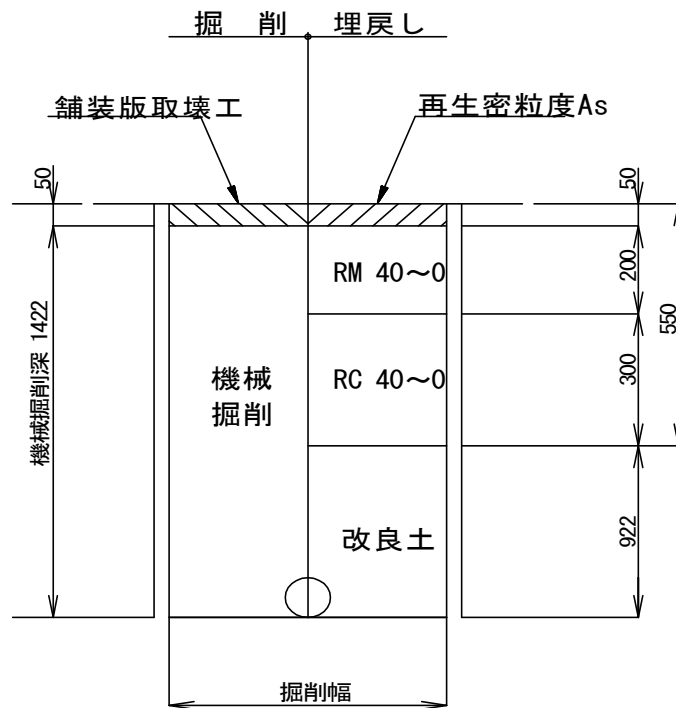 掘 削 埋戻し
舗装版取壊工 再生密粒度As
50
50
RM 40～0
200
550
機械掘削深 1422
機械
掘削
RC 40～0
300
改良土
922
掘削幅